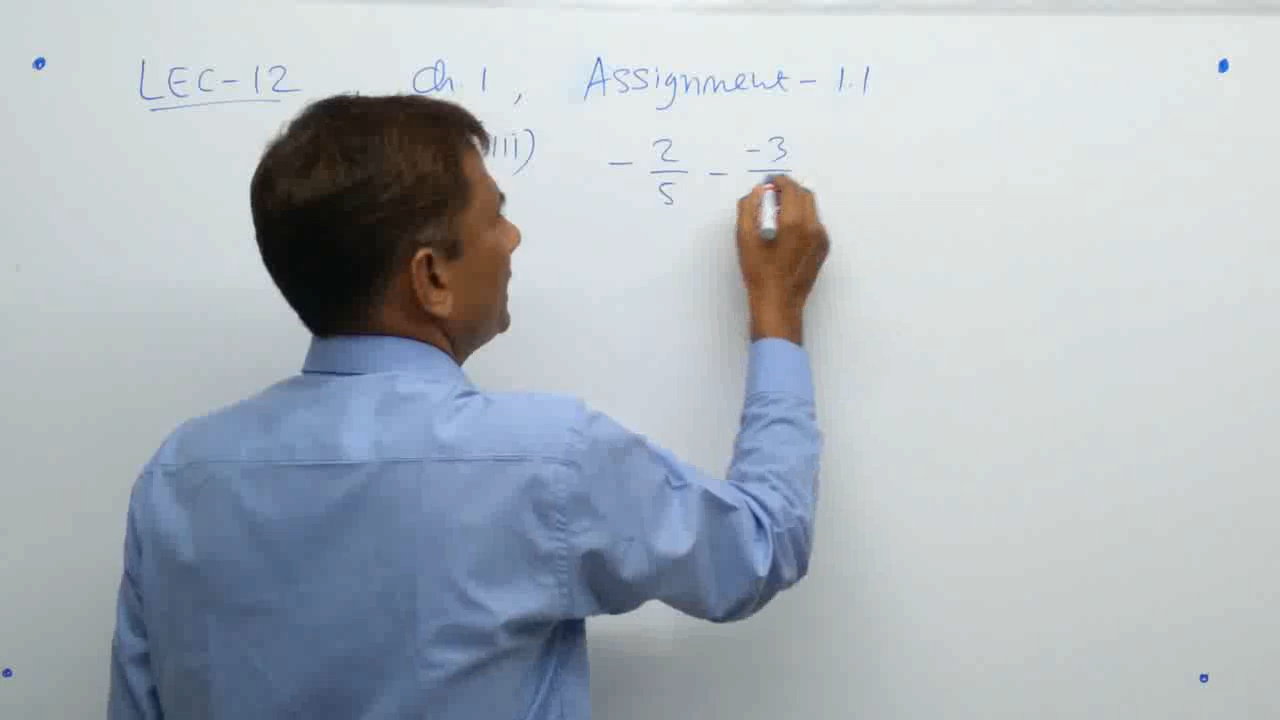 LEC-12 , Ch.1 , Assignment - 1.1
iii) - 2/5 - -3/